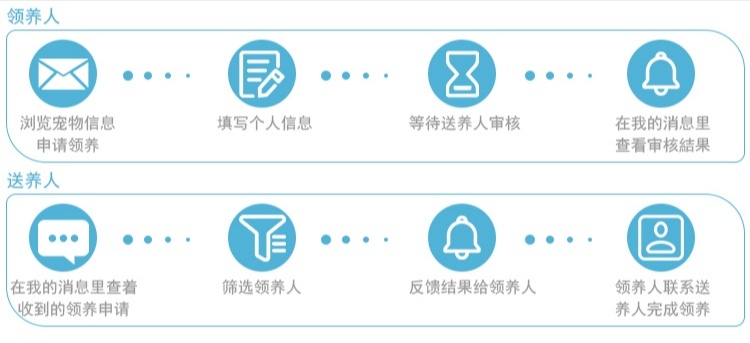 领养人
浏览宠物信息
申请领养
填写个人信息
等待送养人审核
在我的消息里
查看审核结果
送养人
在我的消息里查着
收到的领养申请
筛选领养人
反馈结果给领养人
领养人联系送
养人完成领养